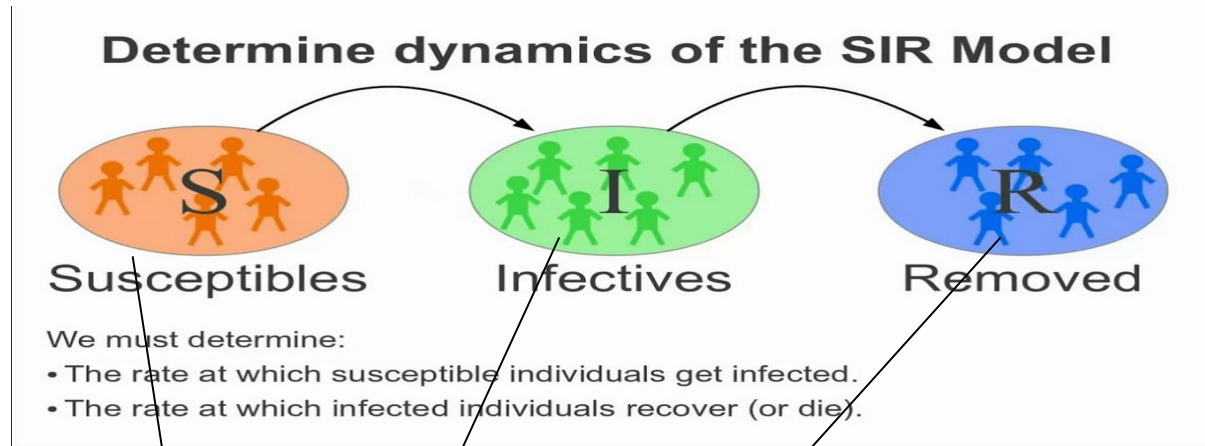 Determine dynamics of the SIR Model
S
I
R
Susceptibles
Infectives
Removed
We must determine:
• The rate at which susceptible individuals get infected.
• The rate at which infected individuals recover (or die).